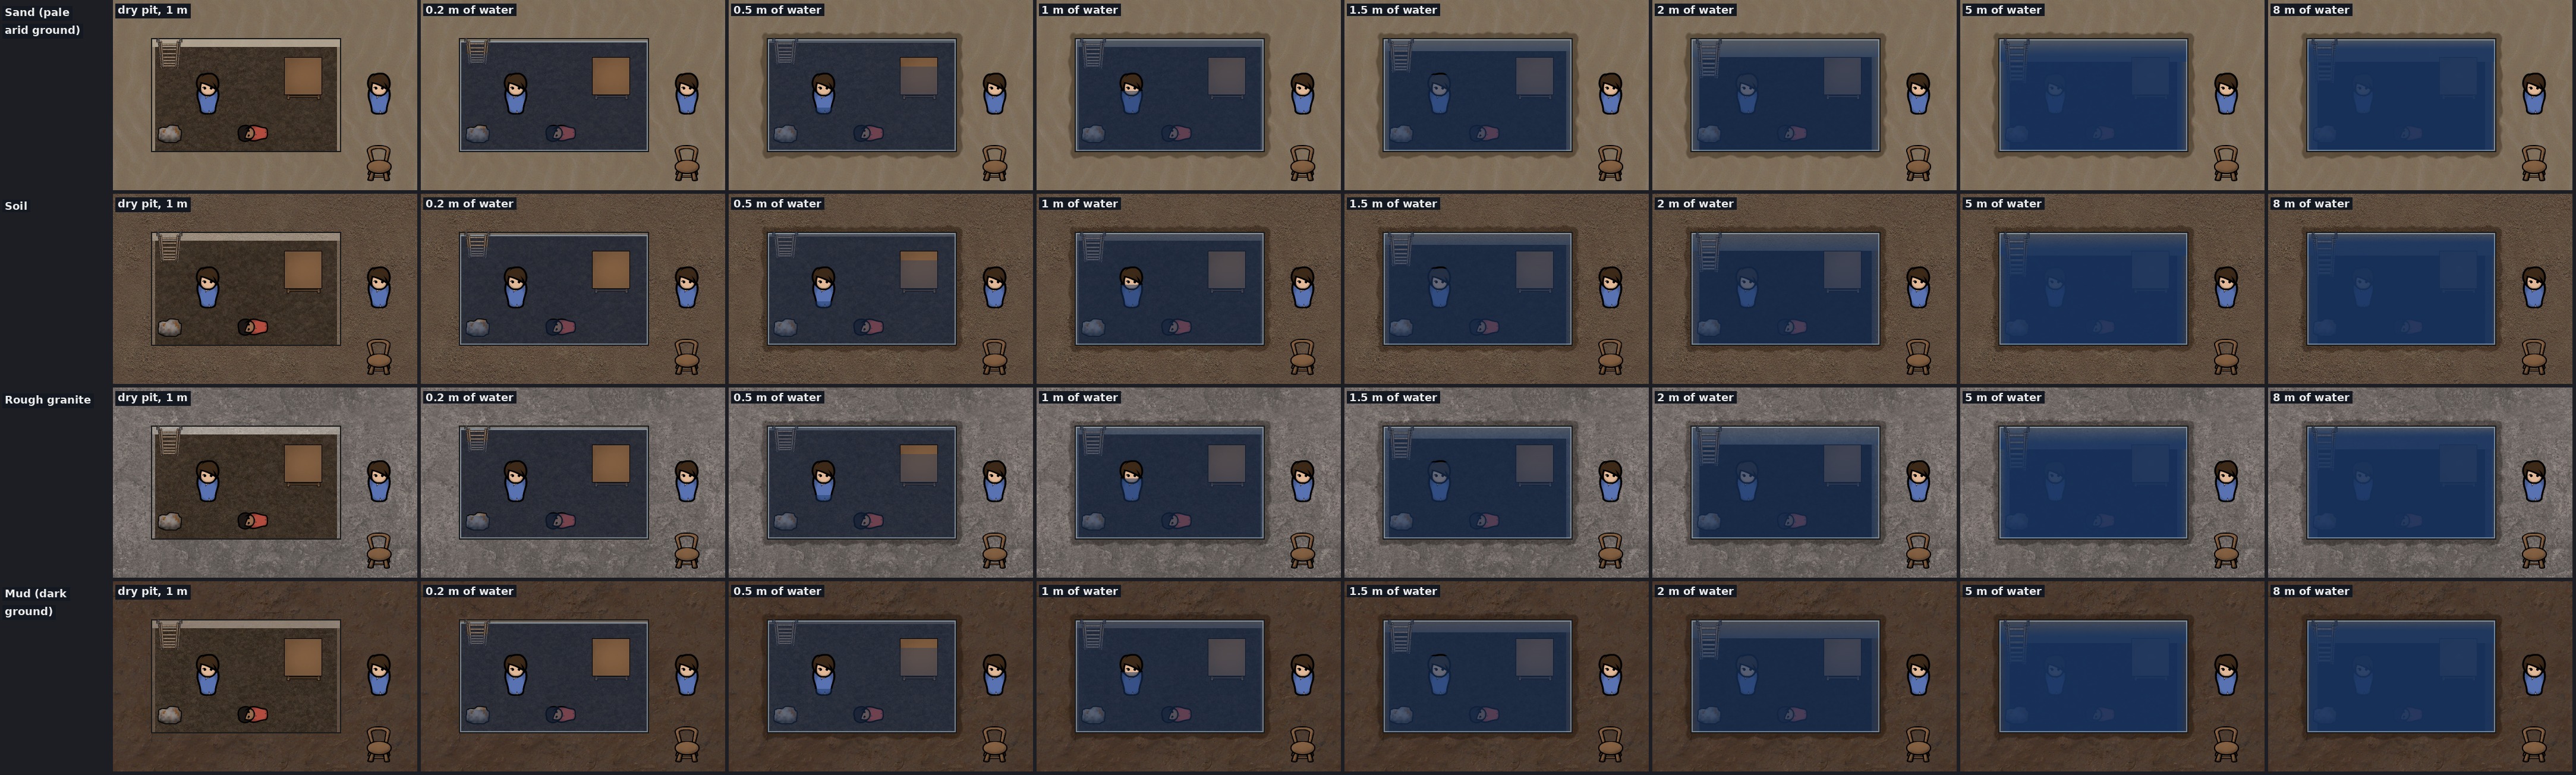 Sand (pale
arid ground)
dry pit, 1 m
0.2 m of water
0.5 m of water
1 m of water
1.5 m of water
2 m of water
5 m of water
8 m of water
Soil
dry pit, 1 m
0.2 m of water
0.5 m of water
1 m of water
1.5 m of water
2 m of water
5 m of water
8 m of water
Rough granite
dry pit, 1 m
0.2 m of water
0.5 m of water
1 m of water
1.5 m of water
2 m of water
5 m of water
8 m of water
Mud (dark
ground)
dry pit, 1 m
0.2 m of water
0.5 m of water
1 m of water
1.5 m of water
2 m of water
5 m of water
8 m of water